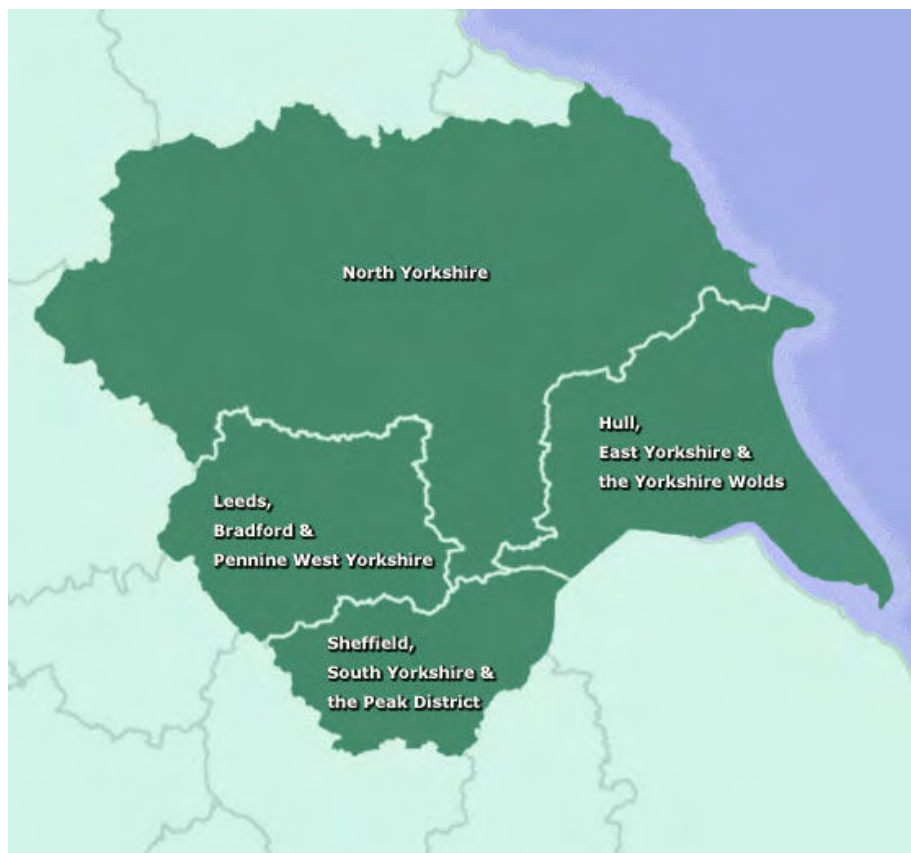 North Yorkshire
Hull,
East Yorkshire &
the Yorkshire Wolds
Leeds,
Bradford &
Pennine West Yorkshire
Sheffield,
South Yorkshire &
the Peak District